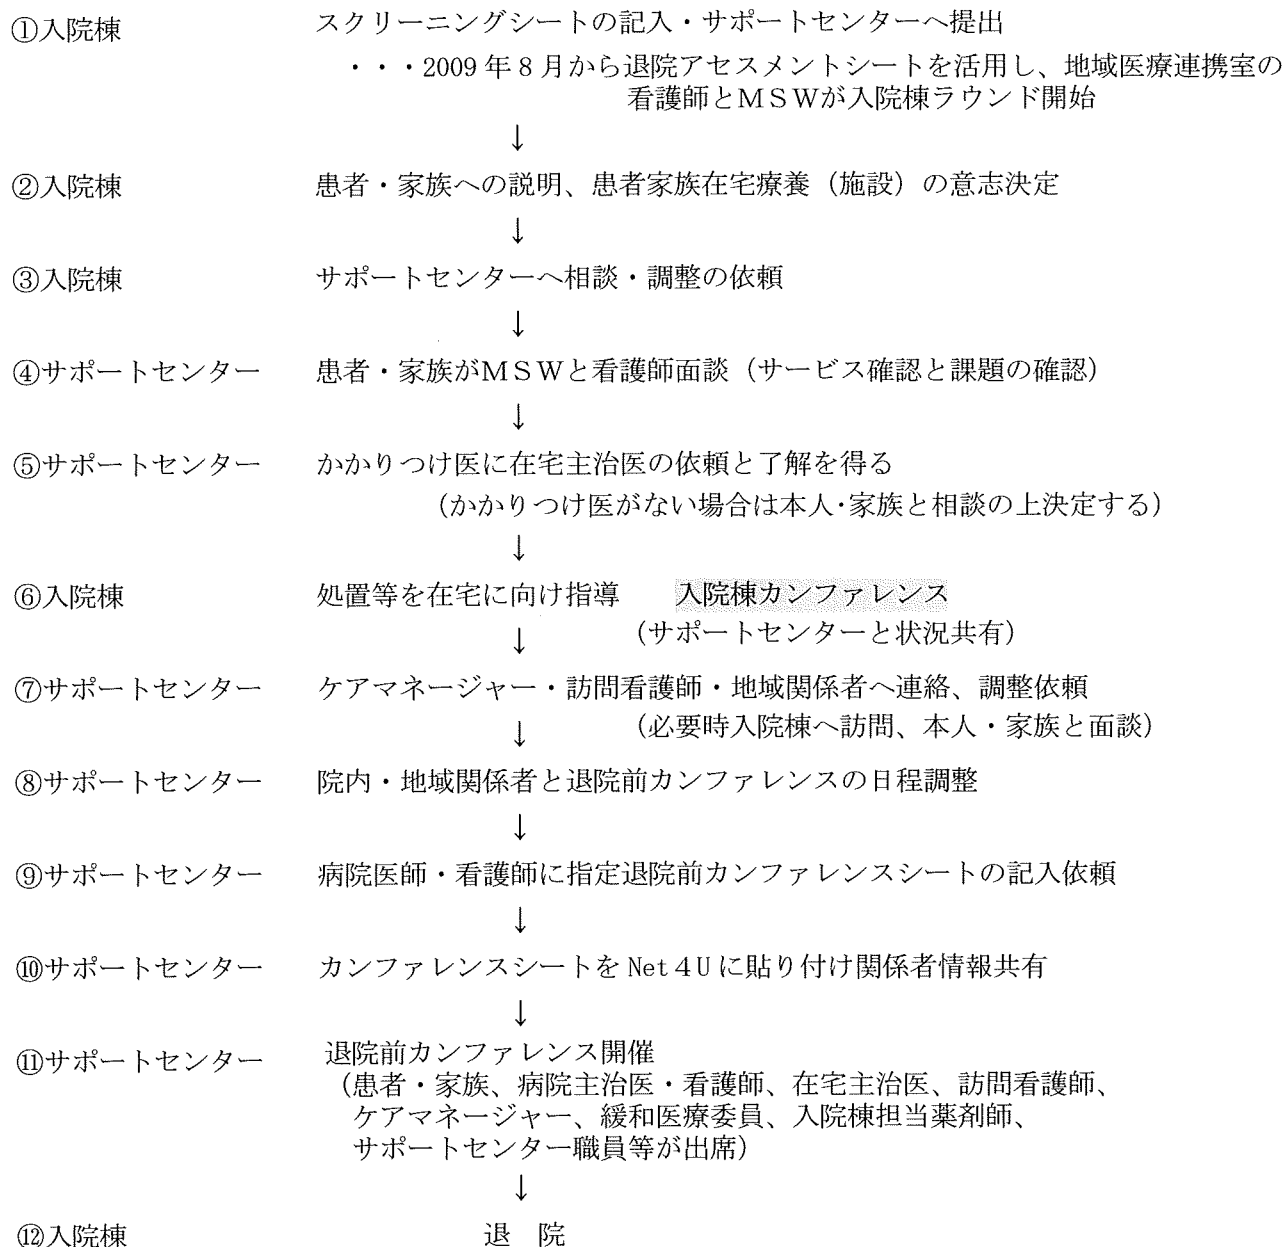 ①入院棟 スクリーニングシートの記入・サポートセンターへ提出
・・・2009年8月から退院アセスメントシートを活用し、地域医療連携室の
看護師とMSWが入院棟ラウンド開始
↓
②入院棟 患者・家族への説明、患者家族在宅療養（施設）の意志決定
↓
③入院棟 サポートセンターへ相談・調整の依頼
↓
④サポートセンター 患者・家族がMSWと看護師面談（サービス確認と課題の確認）
↓
⑤サポートセンター かかりつけ医に在宅主治医の依頼と了解を得る
（かかりつけ医がない場合は本人･家族と相談の上決定する）
↓
⑥入院棟 処置等を在宅に向け指導 入院棟カンファレンス
↓ （サポートセンターと状況共有）
⑦サポートセンター ケアマネージャー・訪問看護師・地域関係者へ連絡、調整依頼
↓ （必要時入院棟へ訪問、本人・家族と面談）
⑧サポートセンター 院内・地域関係者と退院前カンファレンスの日程調整
↓
⑨サポートセンター 病院医師・看護師に指定退院前カンファレンスシートの記入依頼
↓
⑩サポートセンター カンファレンスシートを Net４U に貼り付け関係者情報共有
↓
⑪サポートセンター 退院前カンファレンス開催
（患者・家族、病院主治医・看護師、在宅主治医、訪問看護師、
ケアマネージャー、緩和医療委員、入院棟担当薬剤師、
サポートセンター職員等が出席）
↓
⑫入院棟 退　院